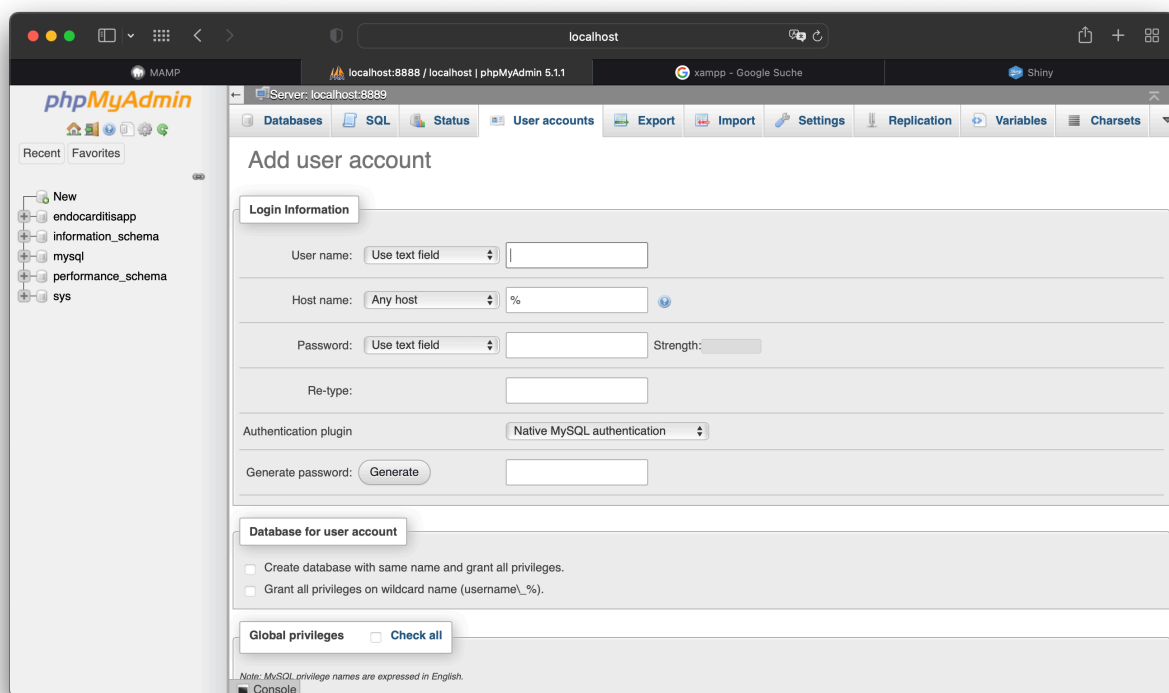 localhost
MAMP
localhost:8888 / localhost | phpMyAdmin 5.1.1
xampp - Google Suche
Shiny
phpMyAdmin
Server: localhost:8889
Databases SQL Status User accounts Export Import Settings Replication Variables Charsets
Recent Favorites
New
endocarditisapp
information_schema
mysql
performance_schema
sys
Add user account
Login Information
User name: Use text field
Host name: Any host %
Password: Use text field Strength:
Re-type:
Authentication plugin Native MySQL authentication
Generate password: Generate
Database for user account
Create database with same name and grant all privileges.
Grant all privileges on wildcard name (username\_%).
Global privileges Check all
Note: MySQL privilege names are expressed in English.
Console